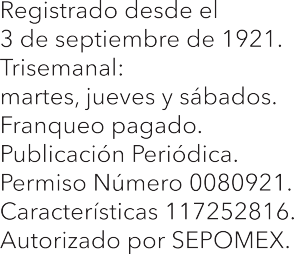 Registrado desde el
3 de septiembre de 1921.
Trisemanal:
martes, jueves y sábados.
Franqueo pagado.
Publicación Periódica.
Permiso Número 0080921.
Características 117252816.
Autorizado por SEPOMEX.